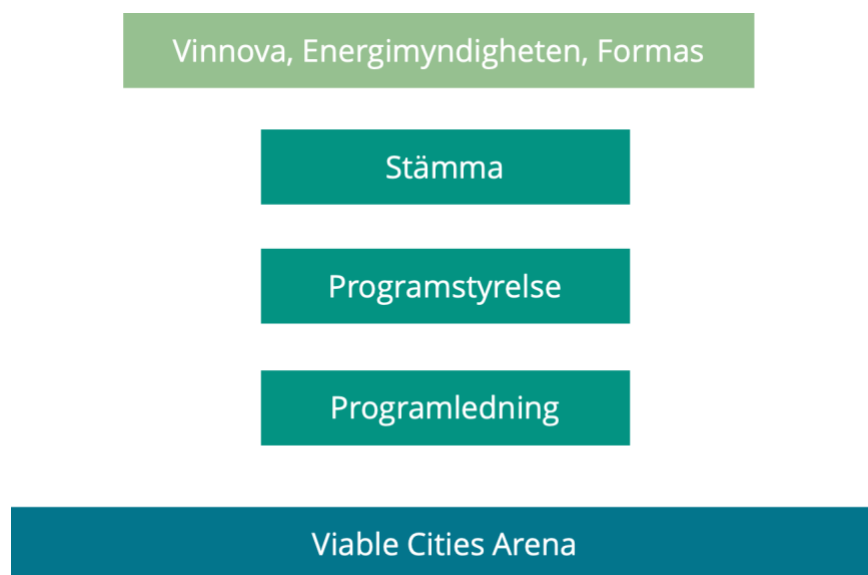 Vinnova, Energimyndigheten, Formas
Stämma
Programstyrelse
Programledning
Viable Cities Arena